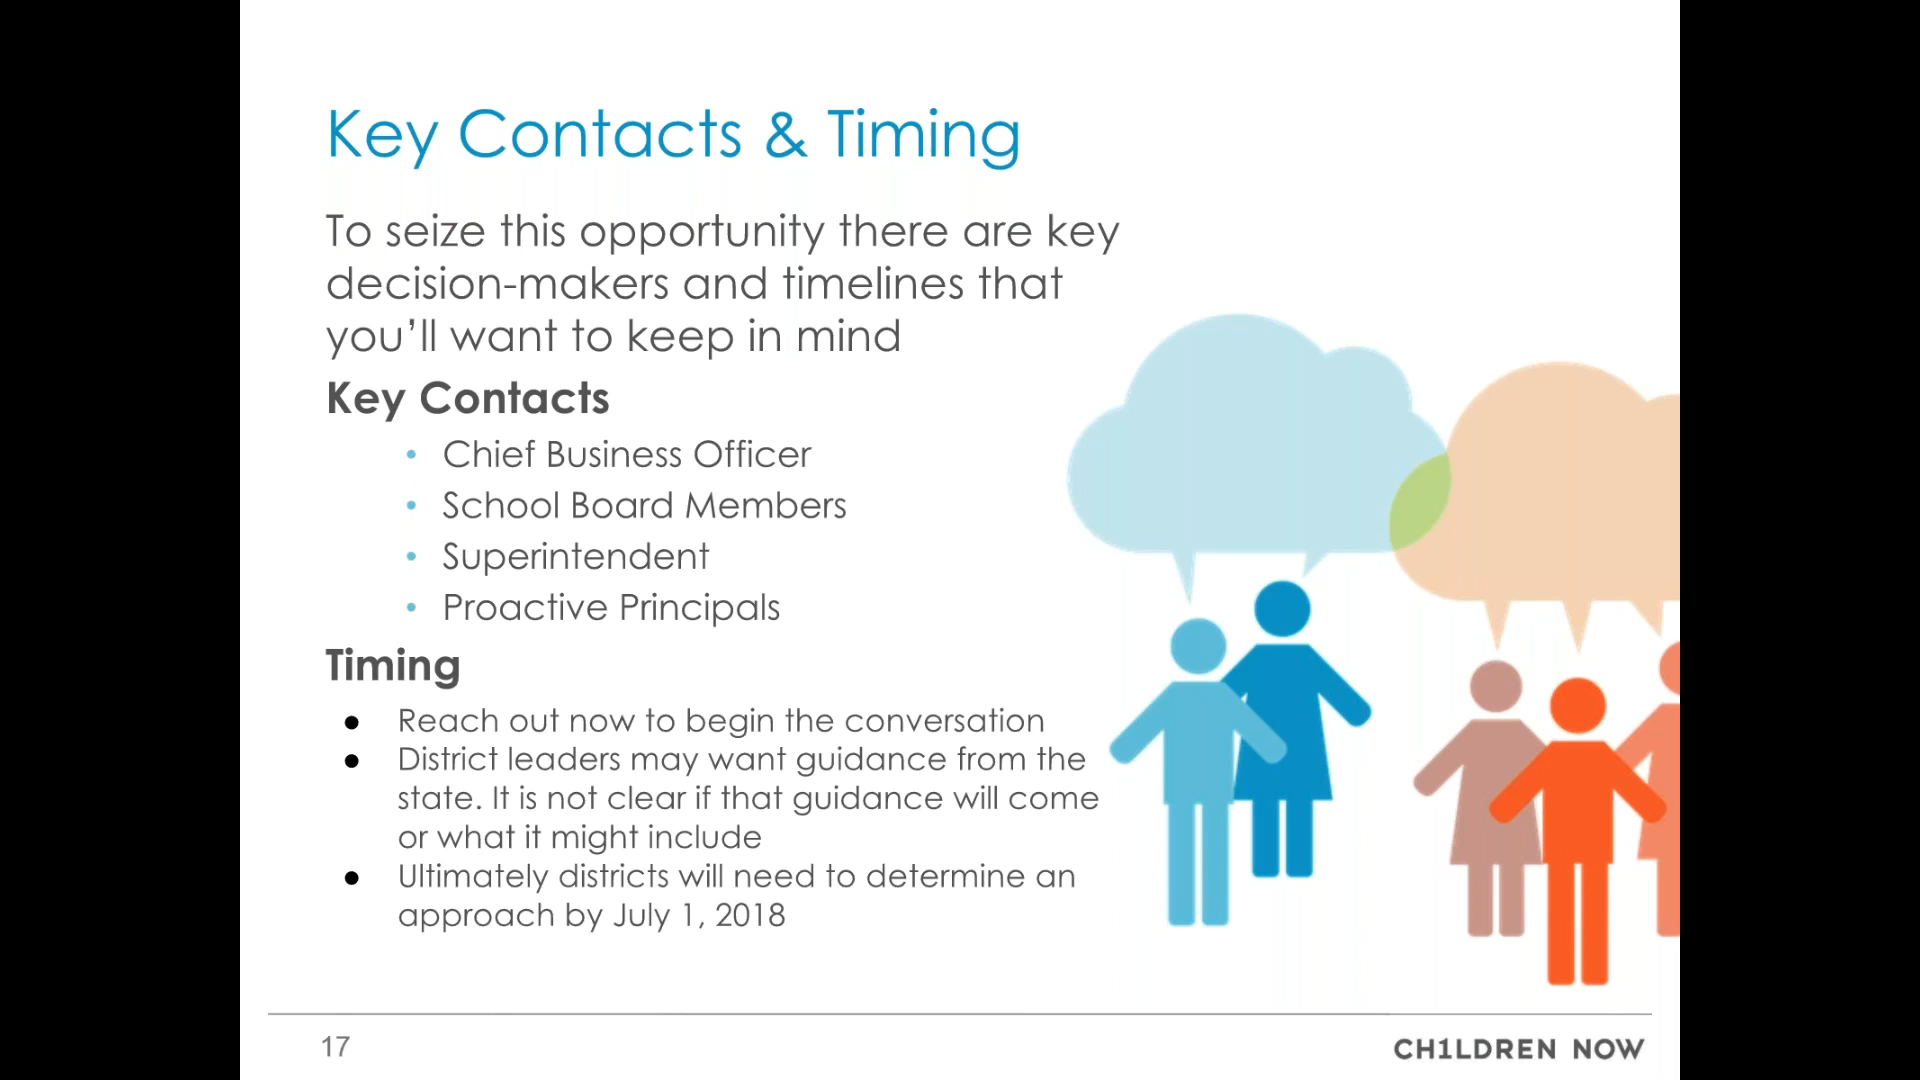 Key Contacts & Timing
To seize this opportunity there are key
decision-makers and timelines that
you’ll want to keep in mind
Key Contacts
• Chief Business Officer
• School Board Members
• Superintendent
• Proactive Principals
Timing
● Reach out now to begin the conversation
● District leaders may want guidance from the
state. It is not clear if that guidance will come
or what it might include
● Ultimately districts will need to determine an
approach by July 1, 2018
17
CH1LDREN NOW